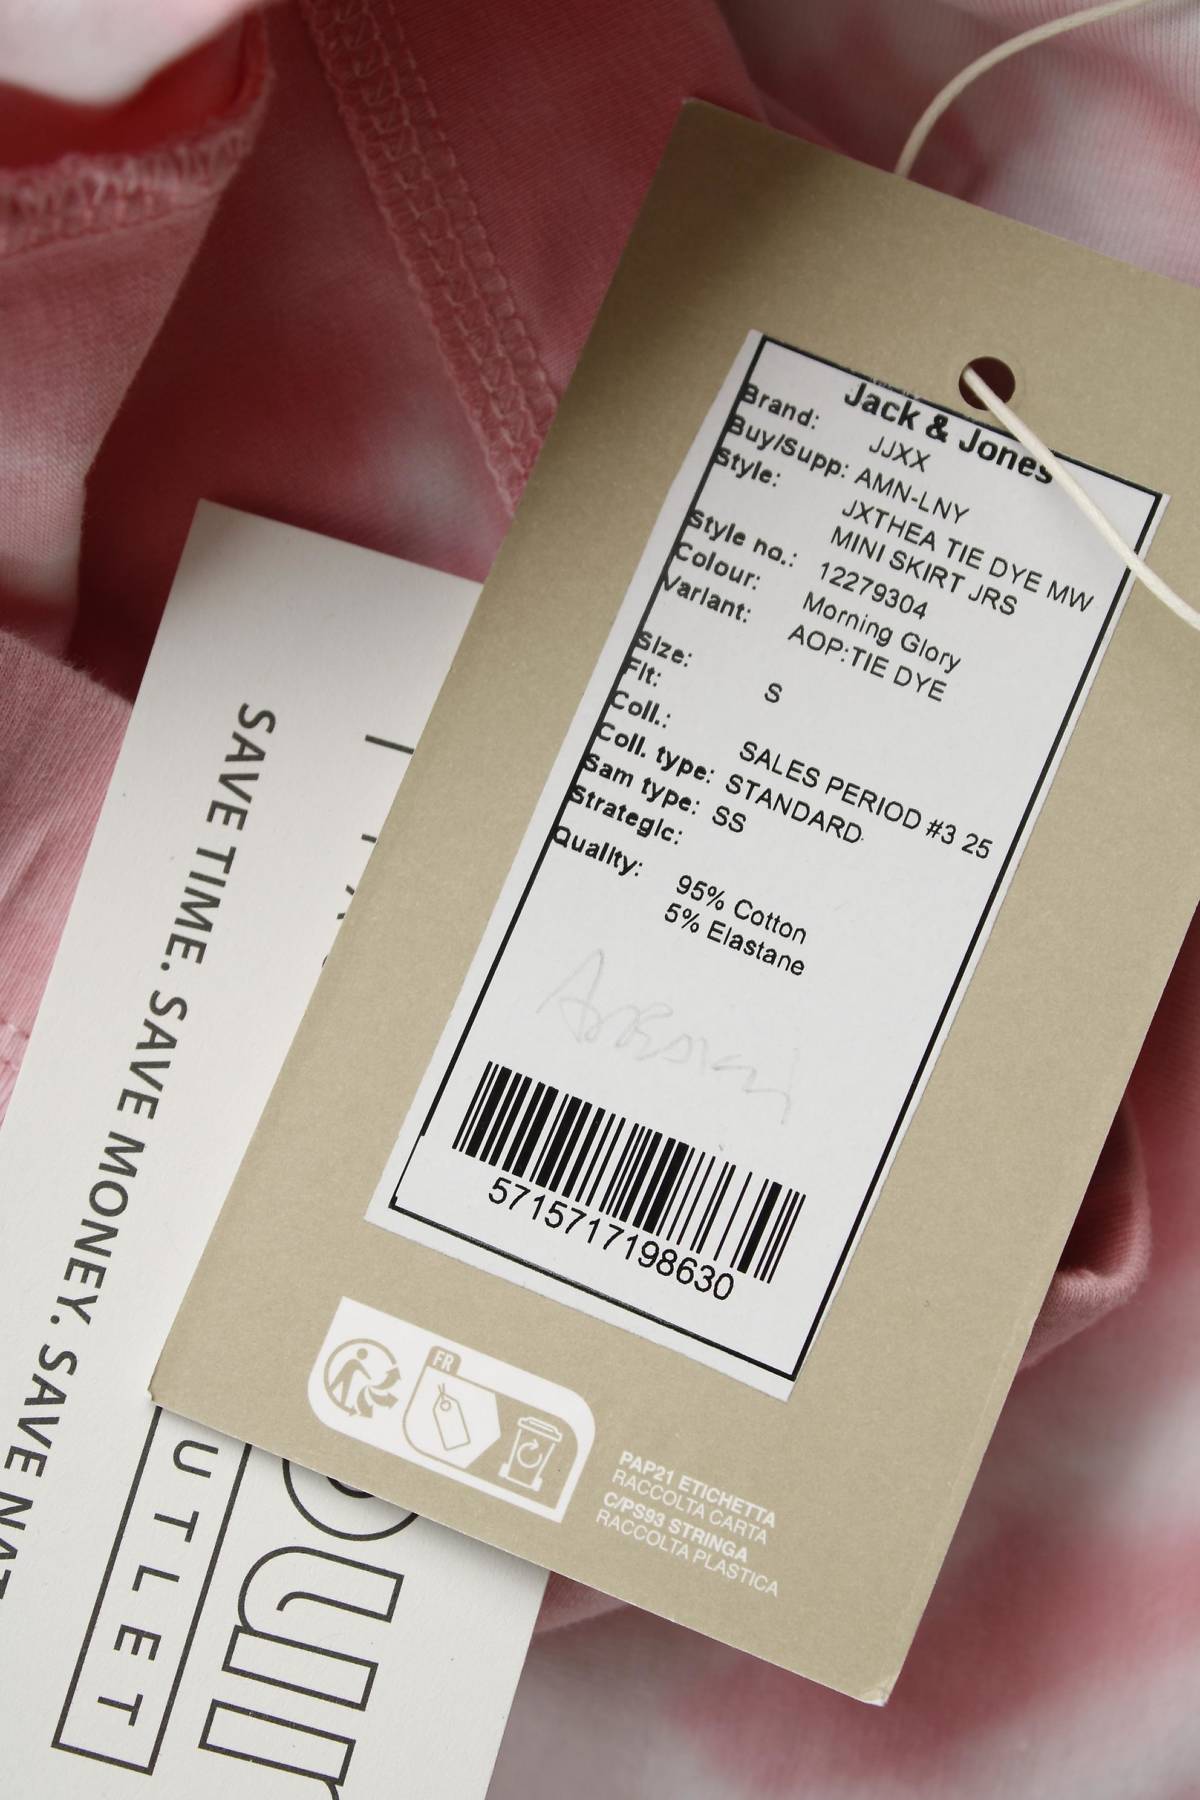 Jack & Jones
Brand: JJXX
Buy/Supp: AMN-LNY
Style: JXTHEA TIE DYE MW
MINI SKIRT JRS
Style no.: 12279304
Colour: Morning Glory
Variant: AOP:TIE DYE
Size: S
Fit:
Coll.: SALES PERIOD #3 25
Coll. type: STANDARD
Sam type: SS
Strategic:
Quality: 95% Cotton
5% Elastane
5715717198630
FR
PAP21 ETICHETTA
RACCOLTA CARTA
C/PS93 STRINGA
RACCOLTA PLASTICA
SAVE TIME. SAVE MONEY. SAVE
UTLET